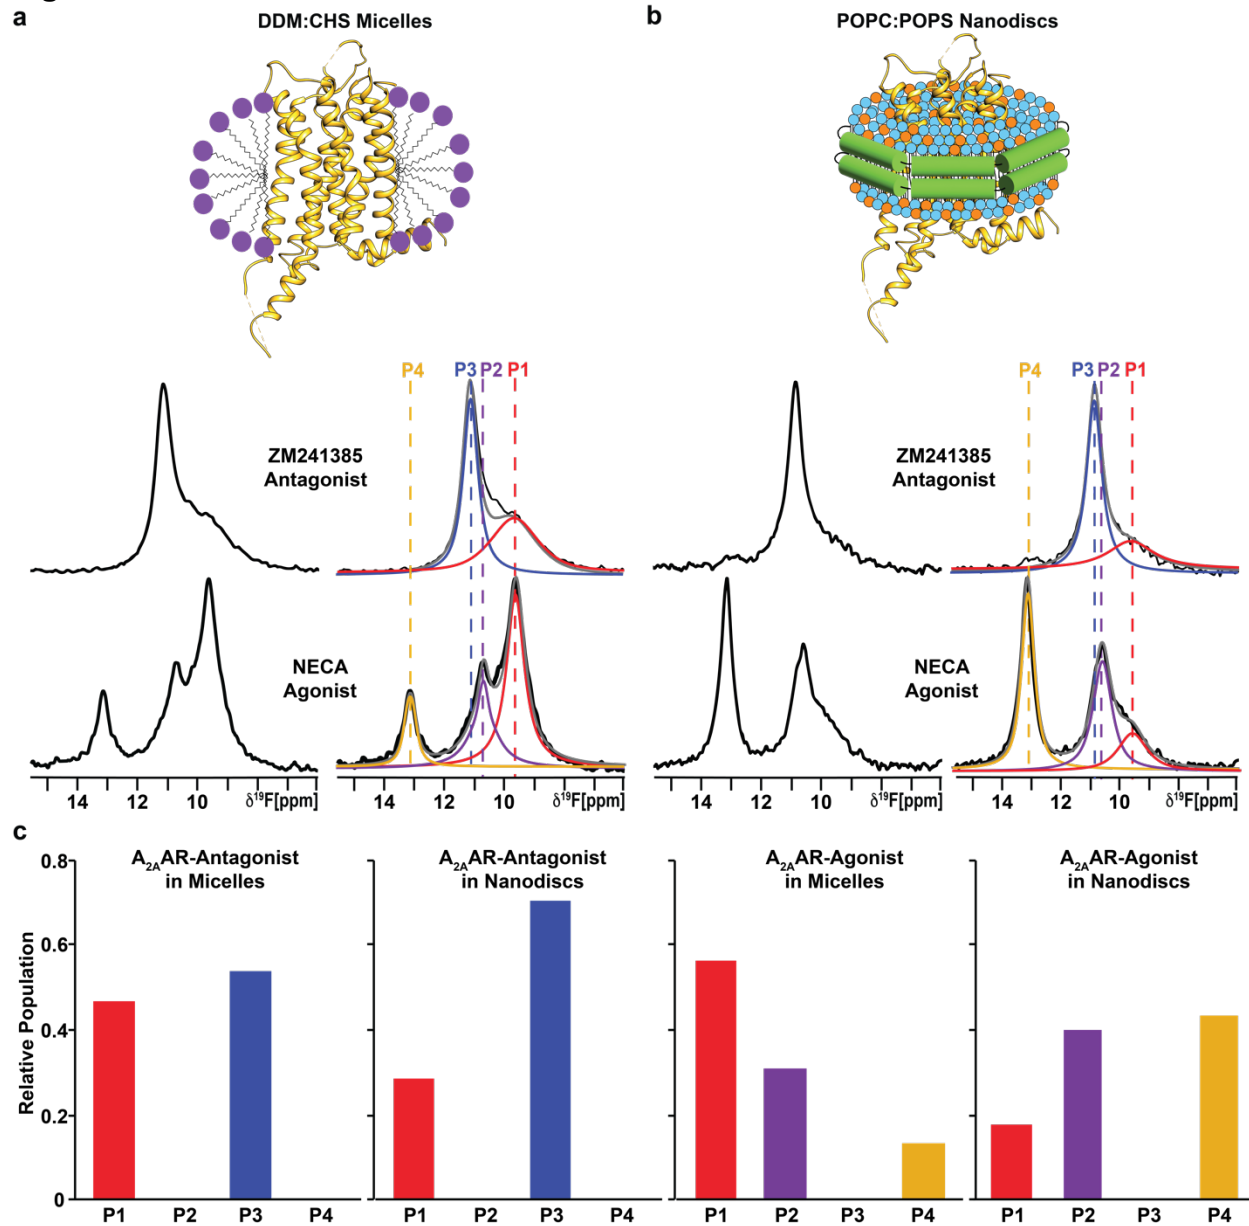 a
DDM:CHS Micelles
b
POPC:POPS Nanodiscs
P4 P3 P2 P1
ZM241385
Antagonist
NECA
Agonist
14 12 10 δ¹⁹F[ppm]
14 12 10 δ¹⁹F[ppm]
P4 P3 P2 P1
ZM241385
Antagonist
NECA
Agonist
14 12 10 δ¹⁹F[ppm]
14 12 10 δ¹⁹F[ppm]
c
Relative Population
0.8
0.6
0.4
0.2
0
A₂ₐAR-Antagonist
in Micelles
P1 P2 P3 P4
A₂ₐAR-Antagonist
in Nanodiscs
P1 P2 P3 P4
A₂ₐAR-Agonist
in Micelles
P1 P2 P3 P4
A₂ₐAR-Agonist
in Nanodiscs
P1 P2 P3 P4